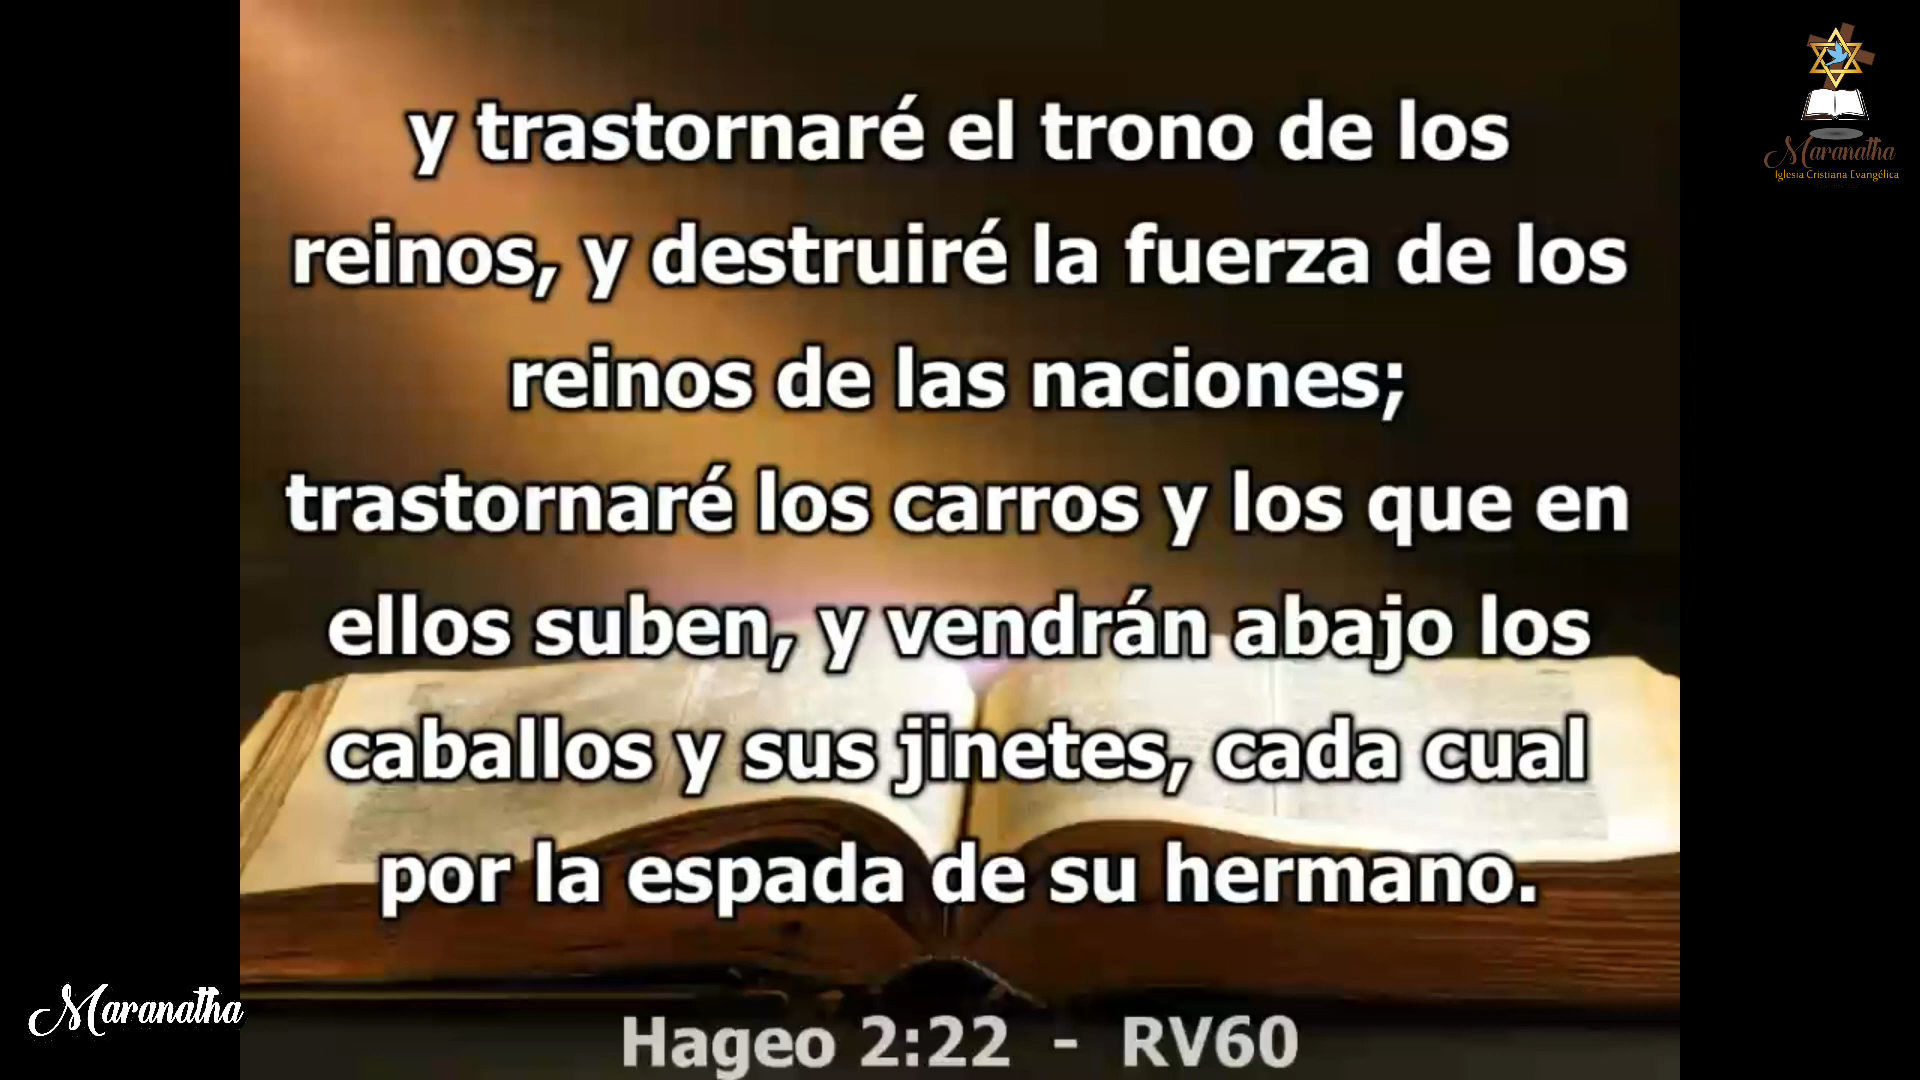 y trastornaré el trono de los
reinos, y destruiré la fuerza de los
reinos de las naciones;
trastornaré los carros y los que en
ellos suben, y vendrán abajo los
caballos y sus jinetes, cada cual
por la espada de su hermano.
Hageo 2:22 - RV60
Maranatha
Iglesia Cristiana Evangélica
Maranatha